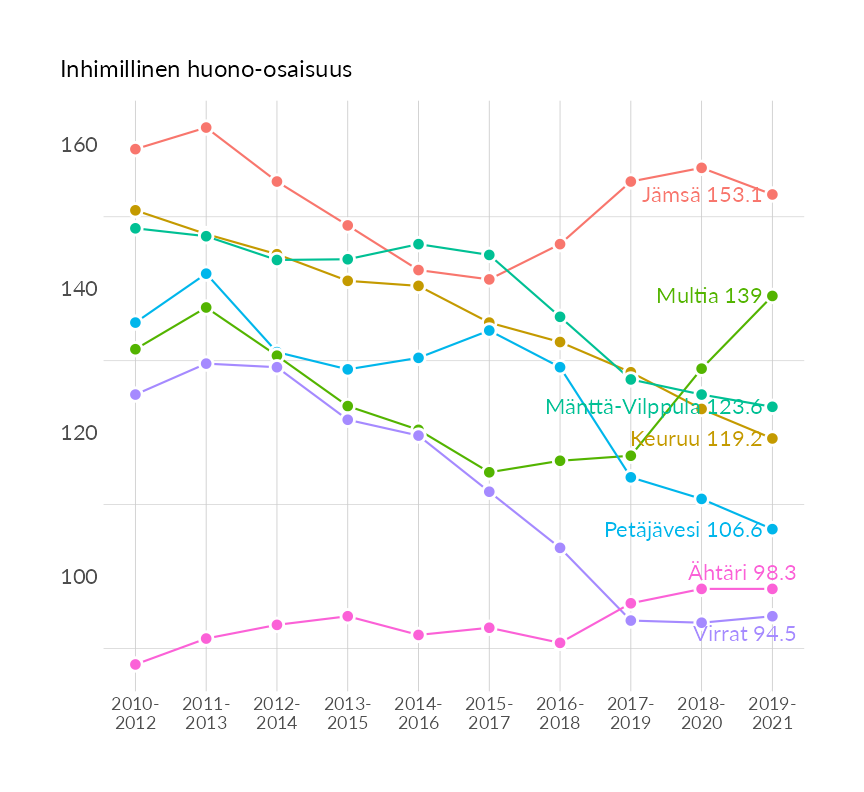 Inhimillinen huono-osaisuus
160
Jämsä 153.1
140
Multia 139
Mänttä-Vilppula 123.6
120
Keuruu 119.2
Petäjävesi 106.6
100
Ähtäri 98.3
Virrat 94.5
2010- 2011- 2012- 2013- 2014- 2015- 2016- 2017- 2018- 2019-
2012 2013 2014 2015 2016 2017 2018 2019 2020 2021